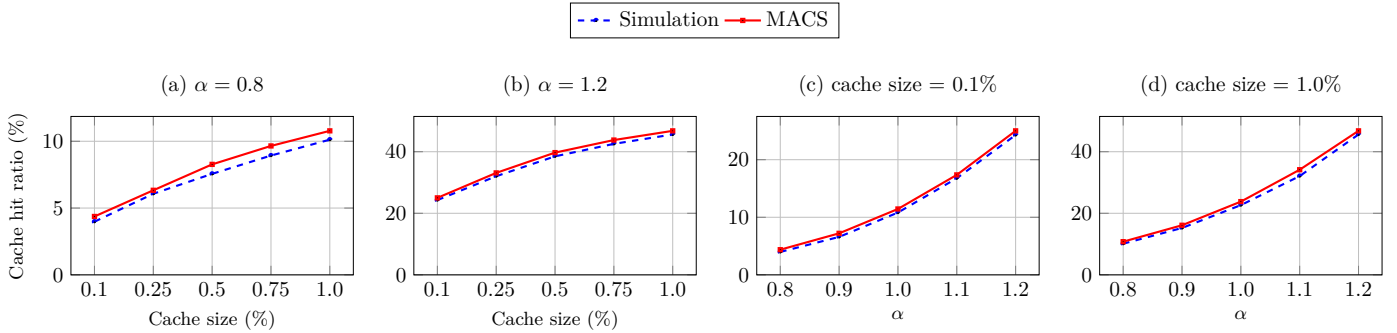 Simulation MACS
(a) α = 0.8
(b) α = 1.2
(c) cache size = 0.1%
(d) cache size = 1.0%
Cache hit ratio (%)
10
5
0
0.1 0.25 0.5 0.75 1.0
Cache size (%)
40
20
0
0.1 0.25 0.5 0.75 1.0
Cache size (%)
20
10
0
0.8 0.9 1.0 1.1 1.2
α
40
20
0
0.8 0.9 1.0 1.1 1.2
α